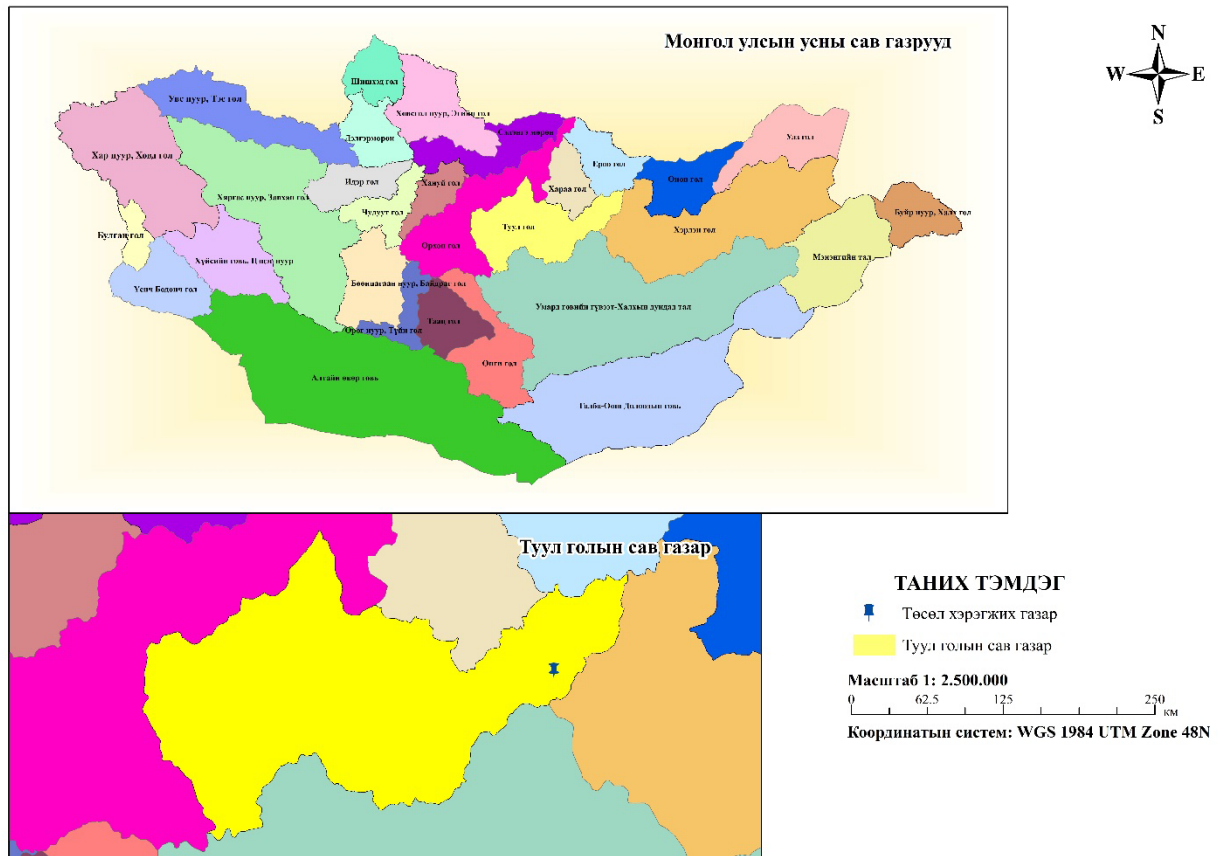 Монгол улсын усны сав газрууд
N
W E
S
Шишхэд гол
Хөвсгөл нуур, Эгийн гол
Увс нуур, Тэс гол
Дэлгэрмөрөн
Сэлэнгэ мөрөн
Улз гол
Хар нуур, Ховд гол
Ероо гол
Онон гол
Идэр гол
Хануй гол
Хараа гол
Хяргас нуур, Завхан гол
Чулуут гол
Буйр нуур, Халх гол
Булган гол
Туул гол
Хэрлэн гол
Орхон гол
Мэнэнгийн тал
Хүйсийн говь, Цэцэг нуур
Үенч Бодонч гол
Бөөнцагаан нуур, Байдраг гол
Умард говийн гүвээт-Халхын дундад тал
Таац гол
Орог нуур, Түйн гол
Онги гол
Алтайн өвөр говь
Галба-Өөш Долоодын говь
Туул голын сав газар
ТАНИХ ТЭМДЭГ
Төсөл хэрэгжих газар
Туул голын сав газар
Масштаб 1: 2.500.000
0 62.5 125 250
КМ
Координатын систем: WGS 1984 UTM Zone 48N